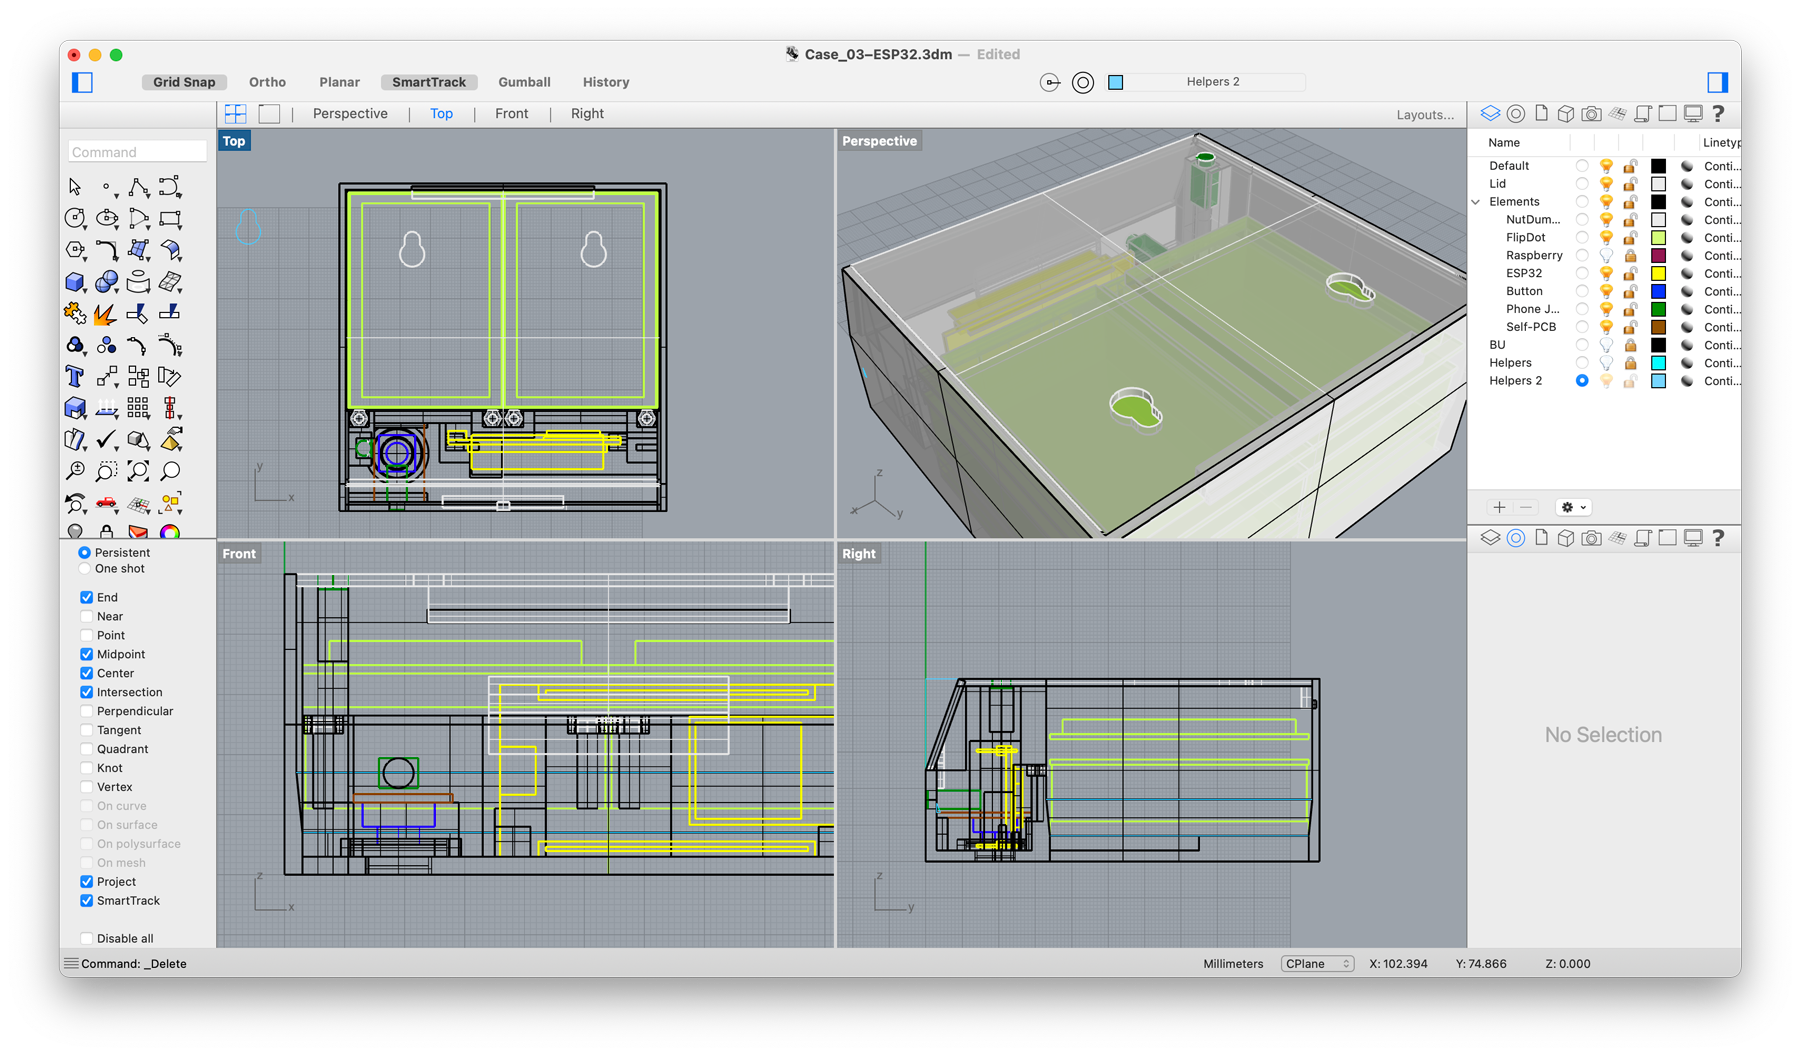 Case_03–ESP32.3dm — Edited
Grid Snap Ortho Planar SmartTrack Gumball History
Helpers 2
Perspective Top Front Right
Layouts...
Command
Top
Perspective
Front
Right
z
y
x
y
x
z
x
z
y
Persistent
One shot
End
Near
Point
Midpoint
Center
Intersection
Perpendicular
Tangent
Quadrant
Knot
Vertex
On curve
On surface
On polysurface
On mesh
Project
SmartTrack
Disable all
Name Linetyp
Default Conti...
Lid Conti...
Elements Conti...
NutDum... Conti...
FlipDot Conti...
Raspberry Conti...
ESP32 Conti...
Button Conti...
Phone J... Conti...
Self-PCB Conti...
BU Conti...
Helpers Conti...
Helpers 2 Conti...
No Selection
Command: _Delete
Millimeters CPlane X: 102.394 Y: 74.866 Z: 0.000